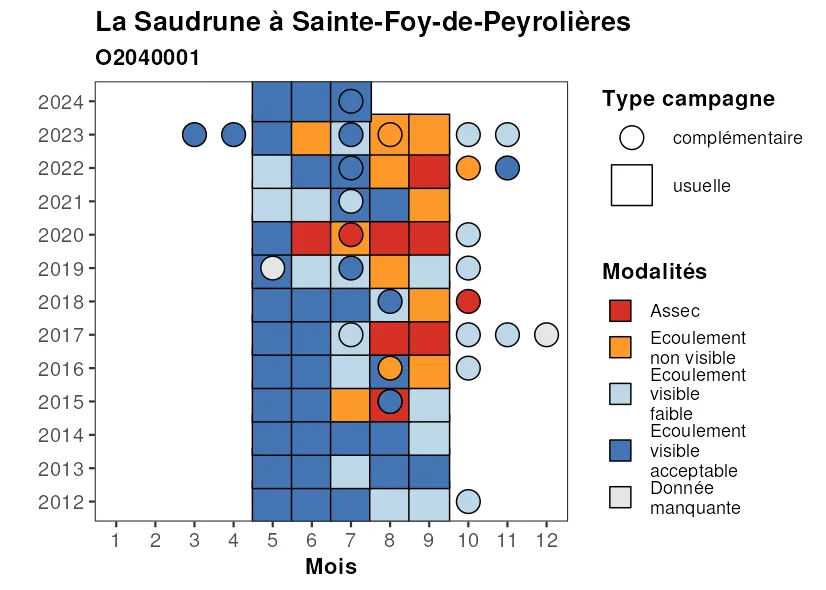 La Saudrune à Sainte-Foy-de-Peyrolières
O2040001
2024
2023
2022
2021
2020
2019
2018
2017
2016
2015
2014
2013
2012
1 2 3 4 5 6 7 8 9 10 11 12
Mois
Type campagne
complémentaire
usuelle
Modalités
Assec
Ecoulement
non visible
Ecoulement
visible
faible
Ecoulement
visible
acceptable
Donnée
manquante